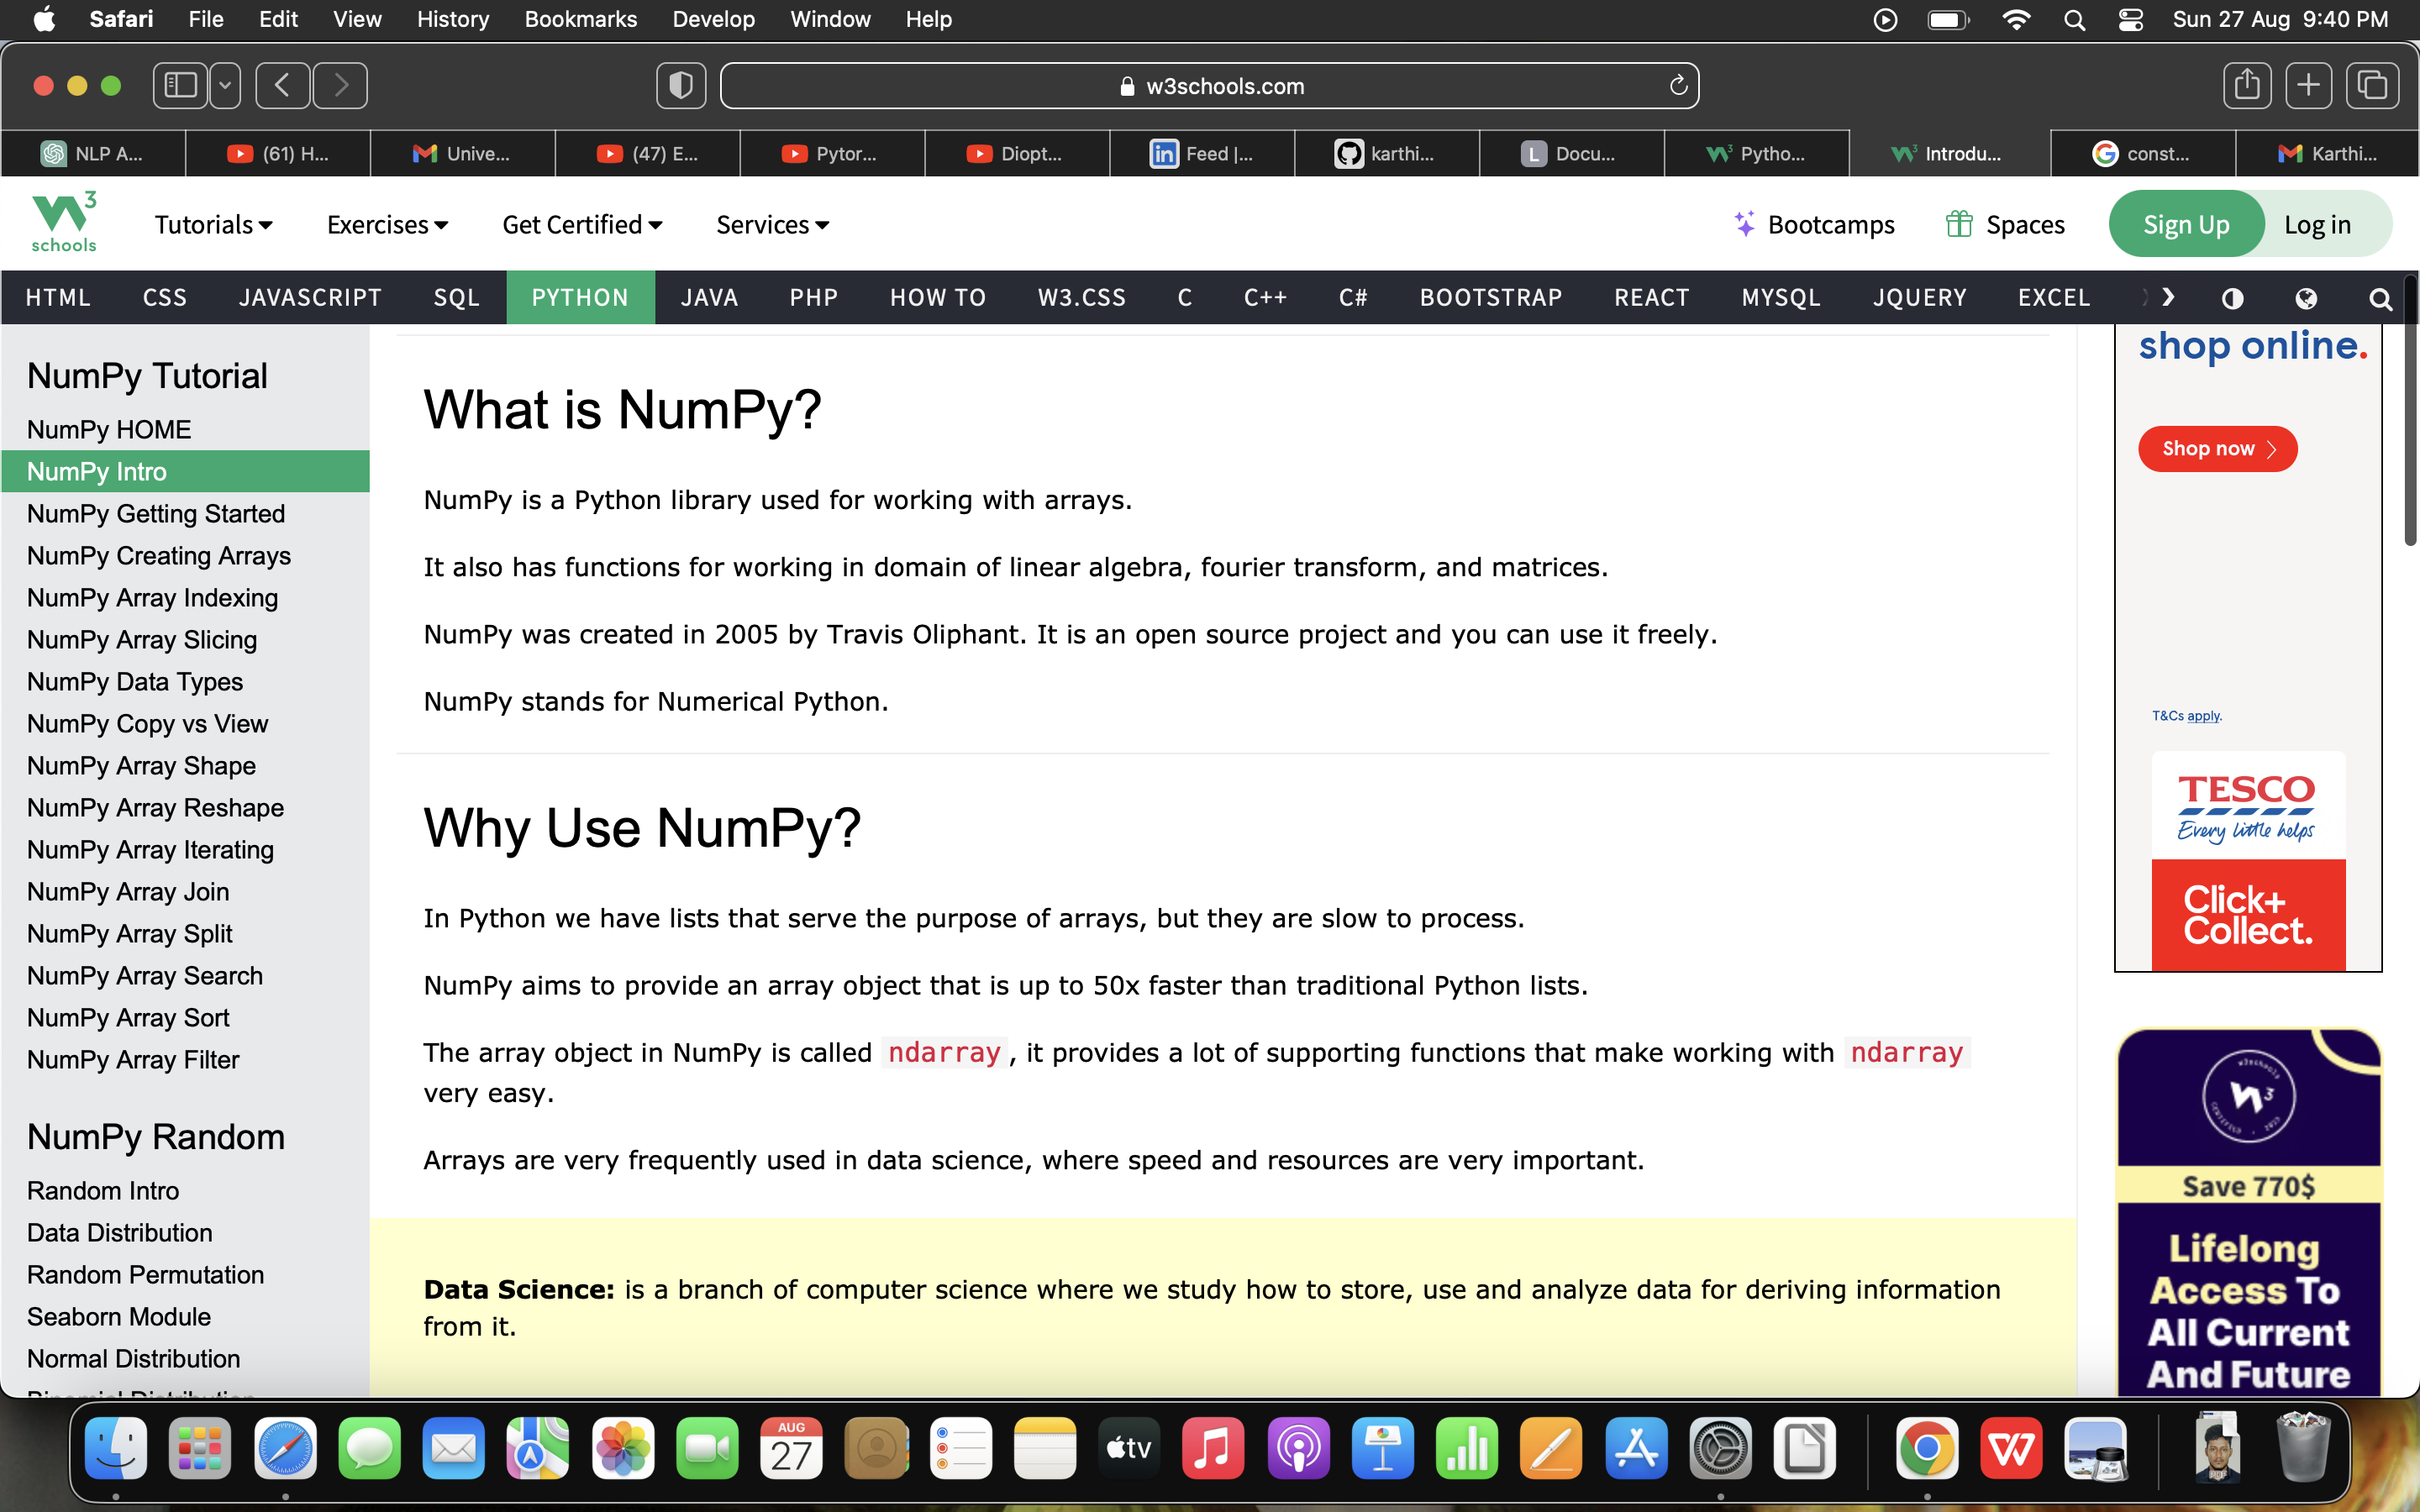 Safari File Edit View History Bookmarks Develop Window Help Sun 27 Aug 9:40 PM
w3schools.com
NLP A... (61) H... Unive... (47) E... Pytor... Diopt... Feed |... karthi... L Docu... Pytho... Introdu... const... Karthi...
W3 schools Tutorials Exercises Get Certified Services Bootcamps Spaces Sign Up Log in
HTML CSS JAVASCRIPT SQL PYTHON JAVA PHP HOW TO W3.CSS C C++ C# BOOTSTRAP REACT MYSQL JQUERY EXCEL
NumPy Tutorial
NumPy HOME
NumPy Intro
NumPy Getting Started
NumPy Creating Arrays
NumPy Array Indexing
NumPy Array Slicing
NumPy Data Types
NumPy Copy vs View
NumPy Array Shape
NumPy Array Reshape
NumPy Array Iterating
NumPy Array Join
NumPy Array Split
NumPy Array Search
NumPy Array Sort
NumPy Array Filter
NumPy Random
Random Intro
Data Distribution
Random Permutation
Seaborn Module
Normal Distribution
Binomial Distribution
What is NumPy?
NumPy is a Python library used for working with arrays.
It also has functions for working in domain of linear algebra, fourier transform, and matrices.
NumPy was created in 2005 by Travis Oliphant. It is an open source project and you can use it freely.
NumPy stands for Numerical Python.
Why Use NumPy?
In Python we have lists that serve the purpose of arrays, but they are slow to process.
NumPy aims to provide an array object that is up to 50x faster than traditional Python lists.
The array object in NumPy is called ndarray, it provides a lot of supporting functions that make working with ndarray
very easy.
Arrays are very frequently used in data science, where speed and resources are very important.
Data Science: is a branch of computer science where we study how to store, use and analyze data for deriving information
from it.
shop online.
Shop now
T&Cs apply.
TESCO
Every little helps
Click+
Collect.
Save 770$
Lifelong
Access To
All Current
And Future
AUG
27
tv